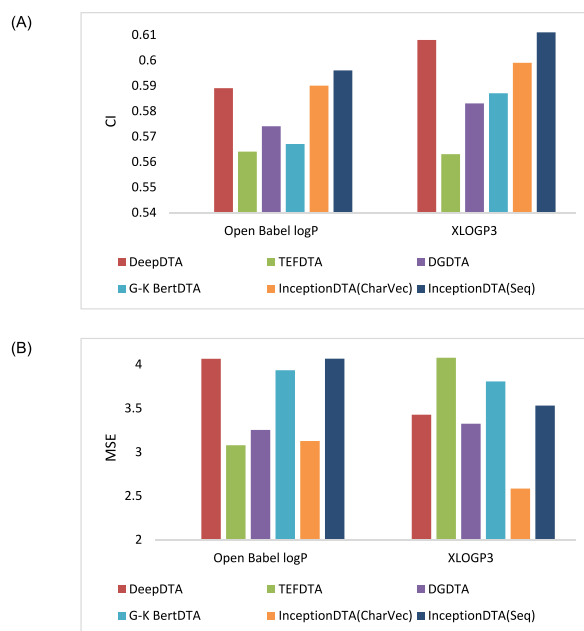 (A)
0.61
0.6
0.59
0.58
0.57
0.56
0.55
0.54
CI
Open Babel logP XLOGP3
DeepDTA TEFDTA DGDTA
G-K BertDTA InceptionDTA(CharVec) InceptionDTA(Seq)
(B)
4
3.5
3
2.5
2
MSE
Open Babel logP XLOGP3
DeepDTA TEFDTA DGDTA
G-K BertDTA InceptionDTA(CharVec) InceptionDTA(Seq)